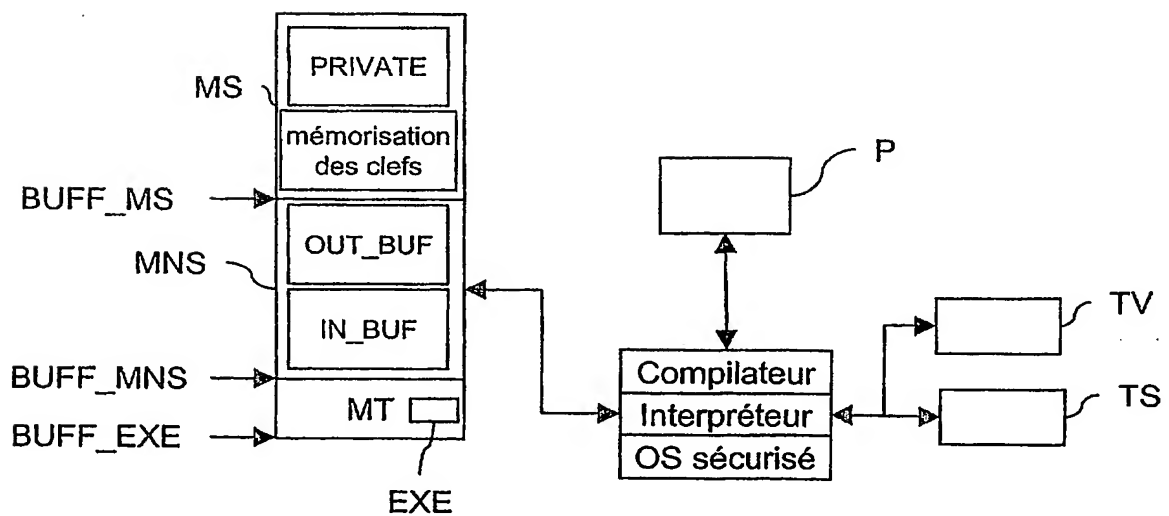 PRIVATE
MS
mémorisation
des clefs
P
BUFF_MS
OUT_BUF
MNS
IN_BUF
TV
Compilateur
BUFF_MNS
MT
Interpréteur
TS
BUFF_EXE
OS sécurisé
EXE